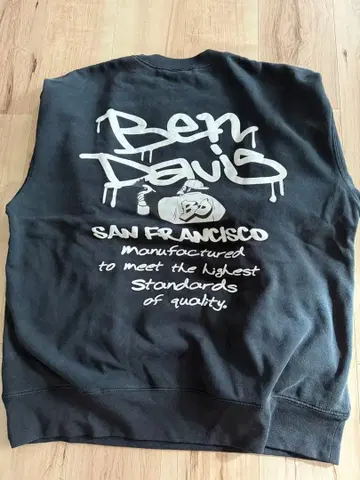 Ben
Davis
SAN FRANCISCO
manufactured
to meet the highest
Standards
of quality.